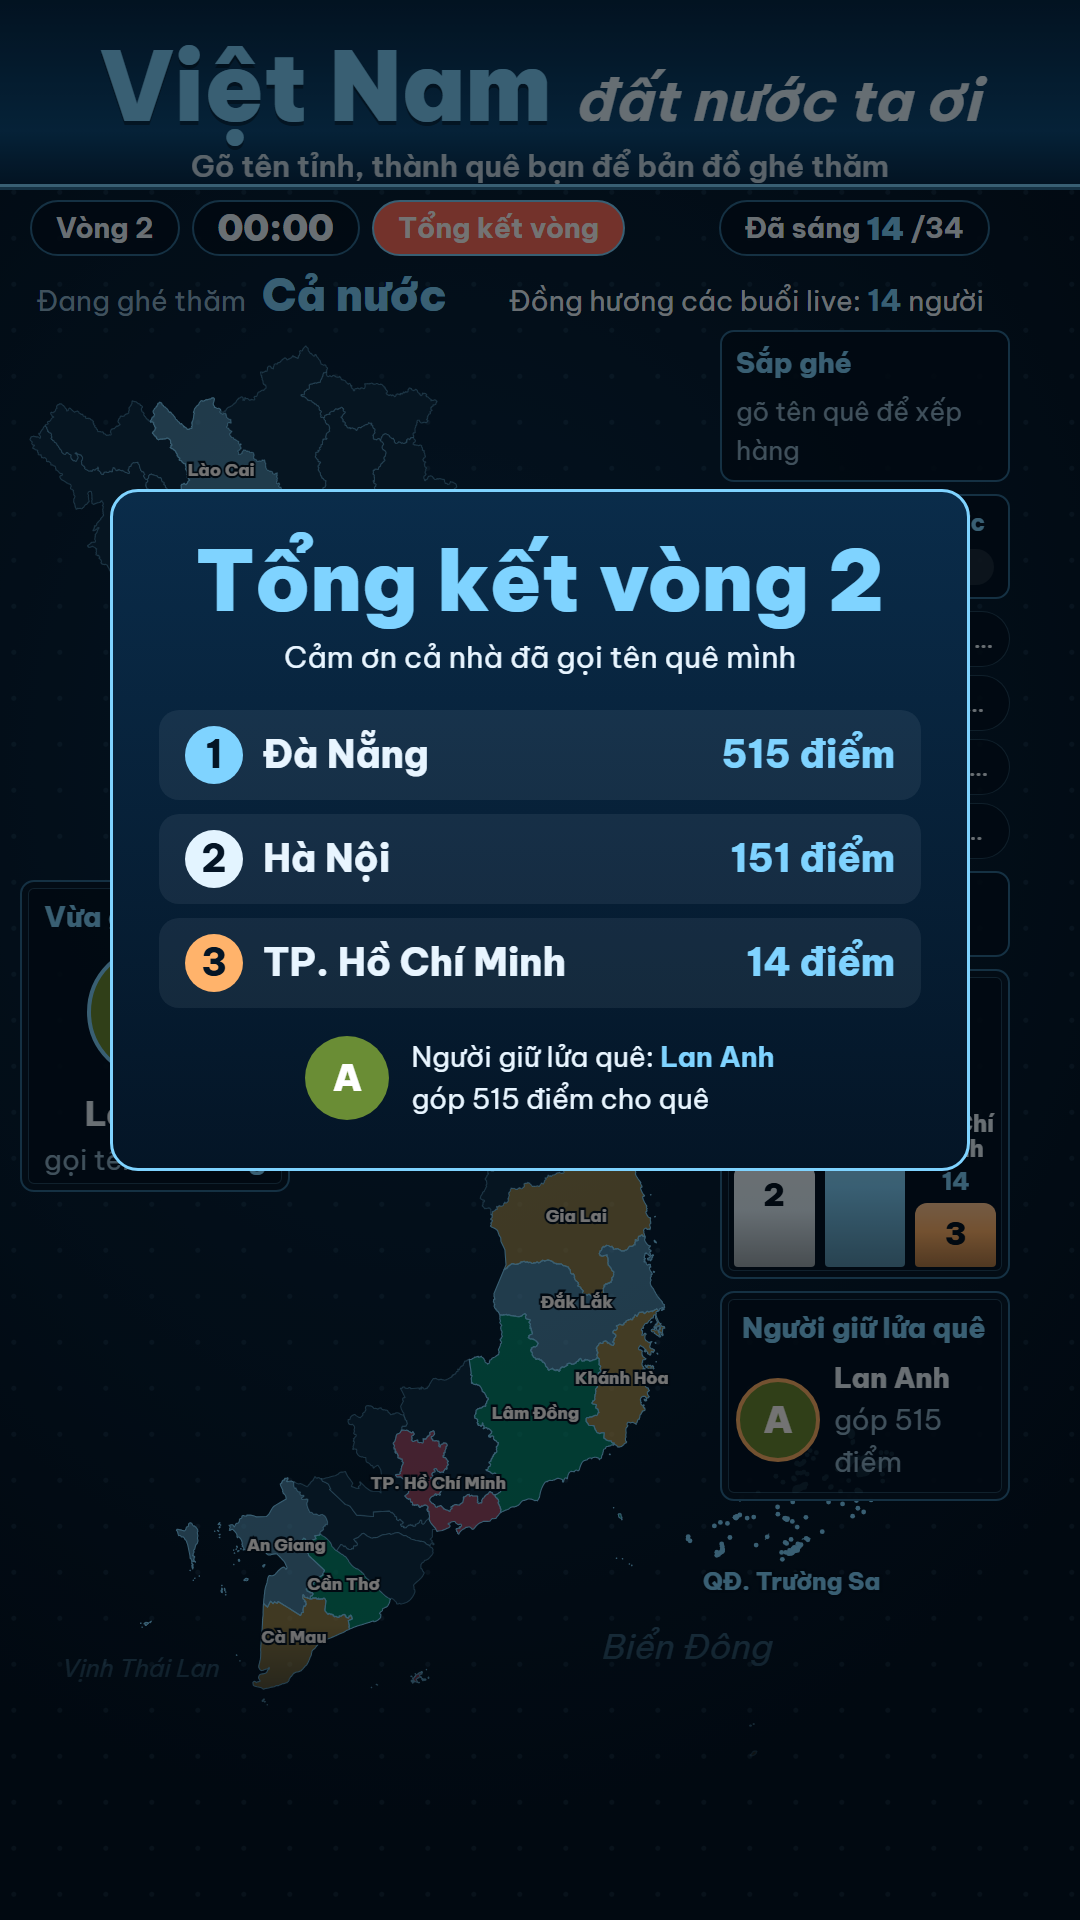 Việt Nam đất nước ta ơi
Gõ tên tỉnh, thành quê bạn để bản đồ ghé thăm
Vòng 2
00:00
Tổng kết vòng
Đã sáng 14 /34
Đang ghé thăm Cả nước
Đồng hương các buổi live: 14 người
Sắp ghé
gõ tên quê để xếp
hàng
Lào Cai
Tổng kết vòng 2
Cảm ơn cả nhà đã gọi tên quê mình
1 Đà Nẵng 515 điểm
2 Hà Nội 151 điểm
3 TP. Hồ Chí Minh 14 điểm
A
Người giữ lửa quê: Lan Anh
góp 515 điểm cho quê
Vừa
gọi
14
2
3
Gia Lai
Đắk Lắk
Khánh Hòa
Lâm Đồng
TP. Hồ Chí Minh
An Giang
Cần Thơ
Cà Mau
Người giữ lửa quê
A
Lan Anh
góp 515
điểm
QĐ. Trường Sa
Biển Đông
Vịnh Thái Lan